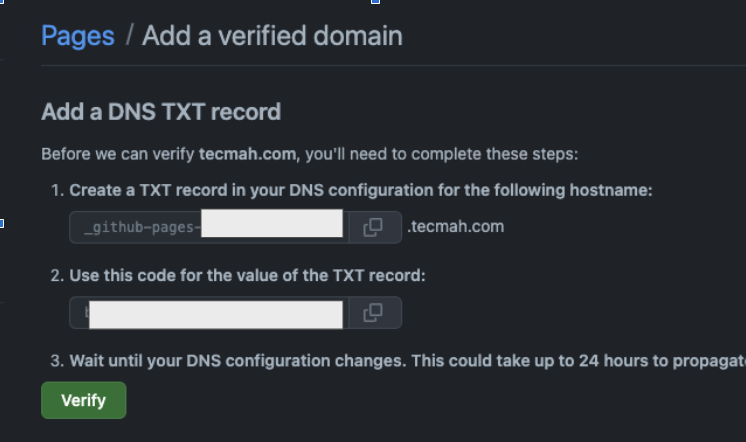 Pages / Add a verified domain
Add a DNS TXT record
Before we can verify tecmah.com, you'll need to complete these steps:
1. Create a TXT record in your DNS configuration for the following hostname:
_github-pages- .tecmah.com
2. Use this code for the value of the TXT record:
3. Wait until your DNS configuration changes. This could take up to 24 hours to propagat
Verify